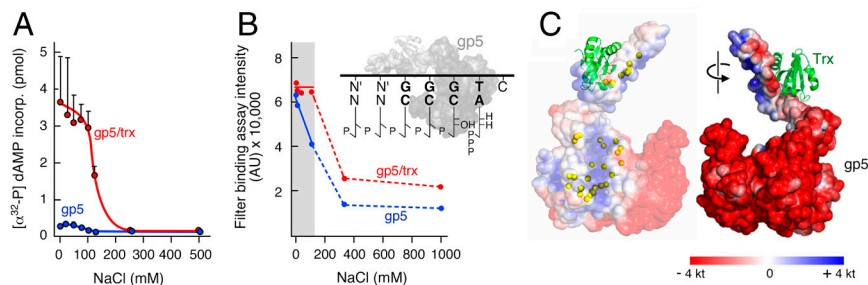 A
[α³²-P] dAMP incorp. (pmol)
5
4
3
2
1
0
gp5/trx
gp5
0 100 200 300 400 500
NaCl (mM)
B
Filter binding assay intensity
(AU) x 10,000
8
6
4
2
gp5
N' N' G G G T C
N N C C C A
P P P P P OH H
H
P
P
P
gp5/trx
gp5
0 200 400 600 800 1000
NaCl (mM)
C
Trx
gp5
- 4 kt 0 + 4 kt